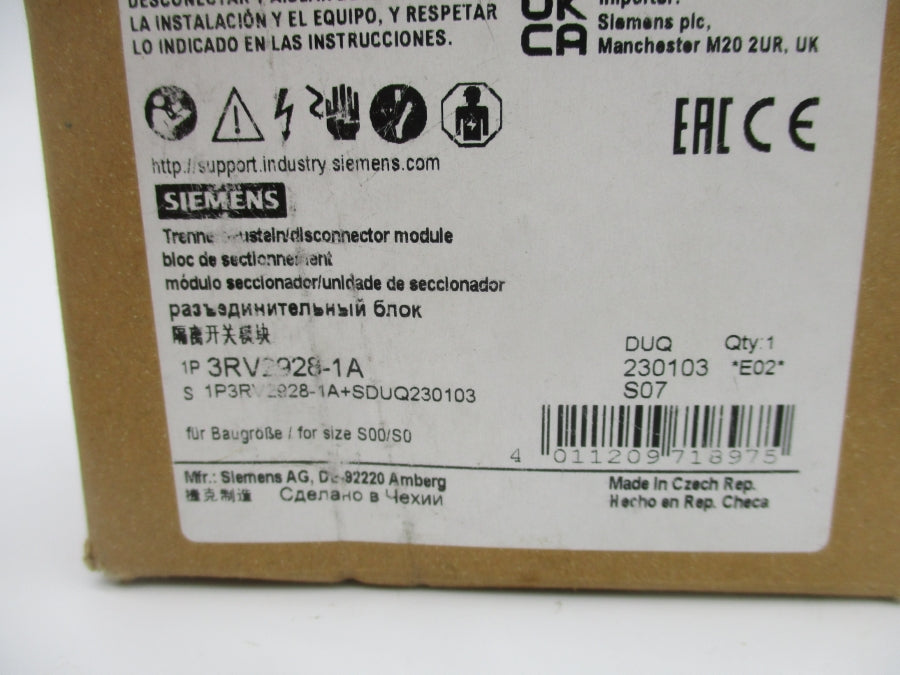 DESCONECTAR Y AISLAR
LA INSTALACIÓN Y EL EQUIPO, Y RESPETAR
LO INDICADO EN LAS INSTRUCCIONES.
UK
CA
Importer:
Siemens plc,
Manchester M20 2UR, UK
EAC CE
http://support.industry siemens.com
SIEMENS
disconnector module
bloc de sectionnement
módulo seccionador/unidade de seccionador
разъединительный блок
隔离开关模块
1P 3RV2928-1A
S 1P3RV2928-1A+SDUQ230103
DUQ Qty:1
230103 *E02*
S07
für Baugröße / for size S00/S0
4 011209 718975
Mfr.: Siemens AG, DE-92220 Amberg
捷克制造 Сделано в Чехии
Made in Czech Rep.
Hecho en Rep. Checa